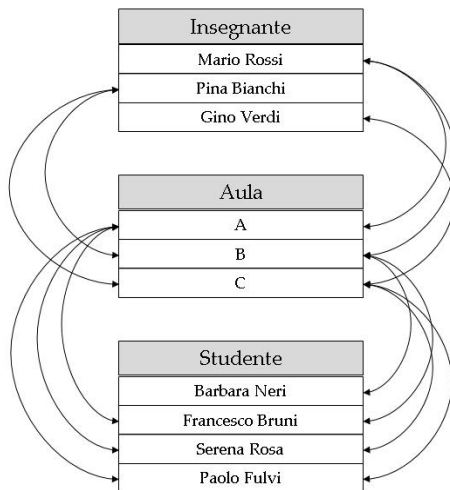 Insegnante
Mario Rossi
Pina Bianchi
Gino Verdi
Aula
A
B
C
Studente
Barbara Neri
Francesco Bruni
Serena Rosa
Paolo Fulvi